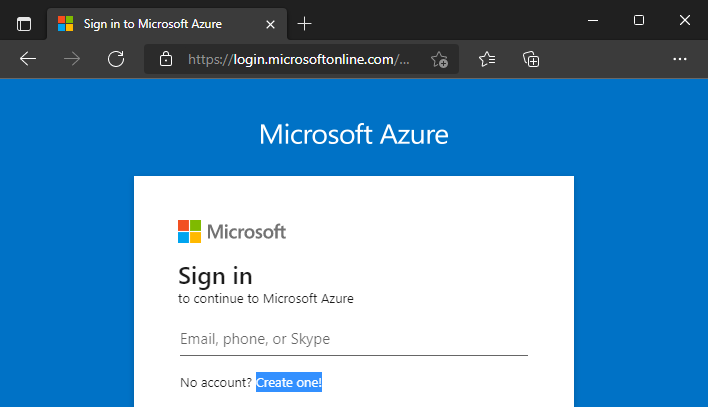 Sign in to Microsoft Azure
https://login.microsoftonline.com/...
Microsoft Azure
Microsoft
Sign in
to continue to Microsoft Azure
Email, phone, or Skype
No account? Create one!